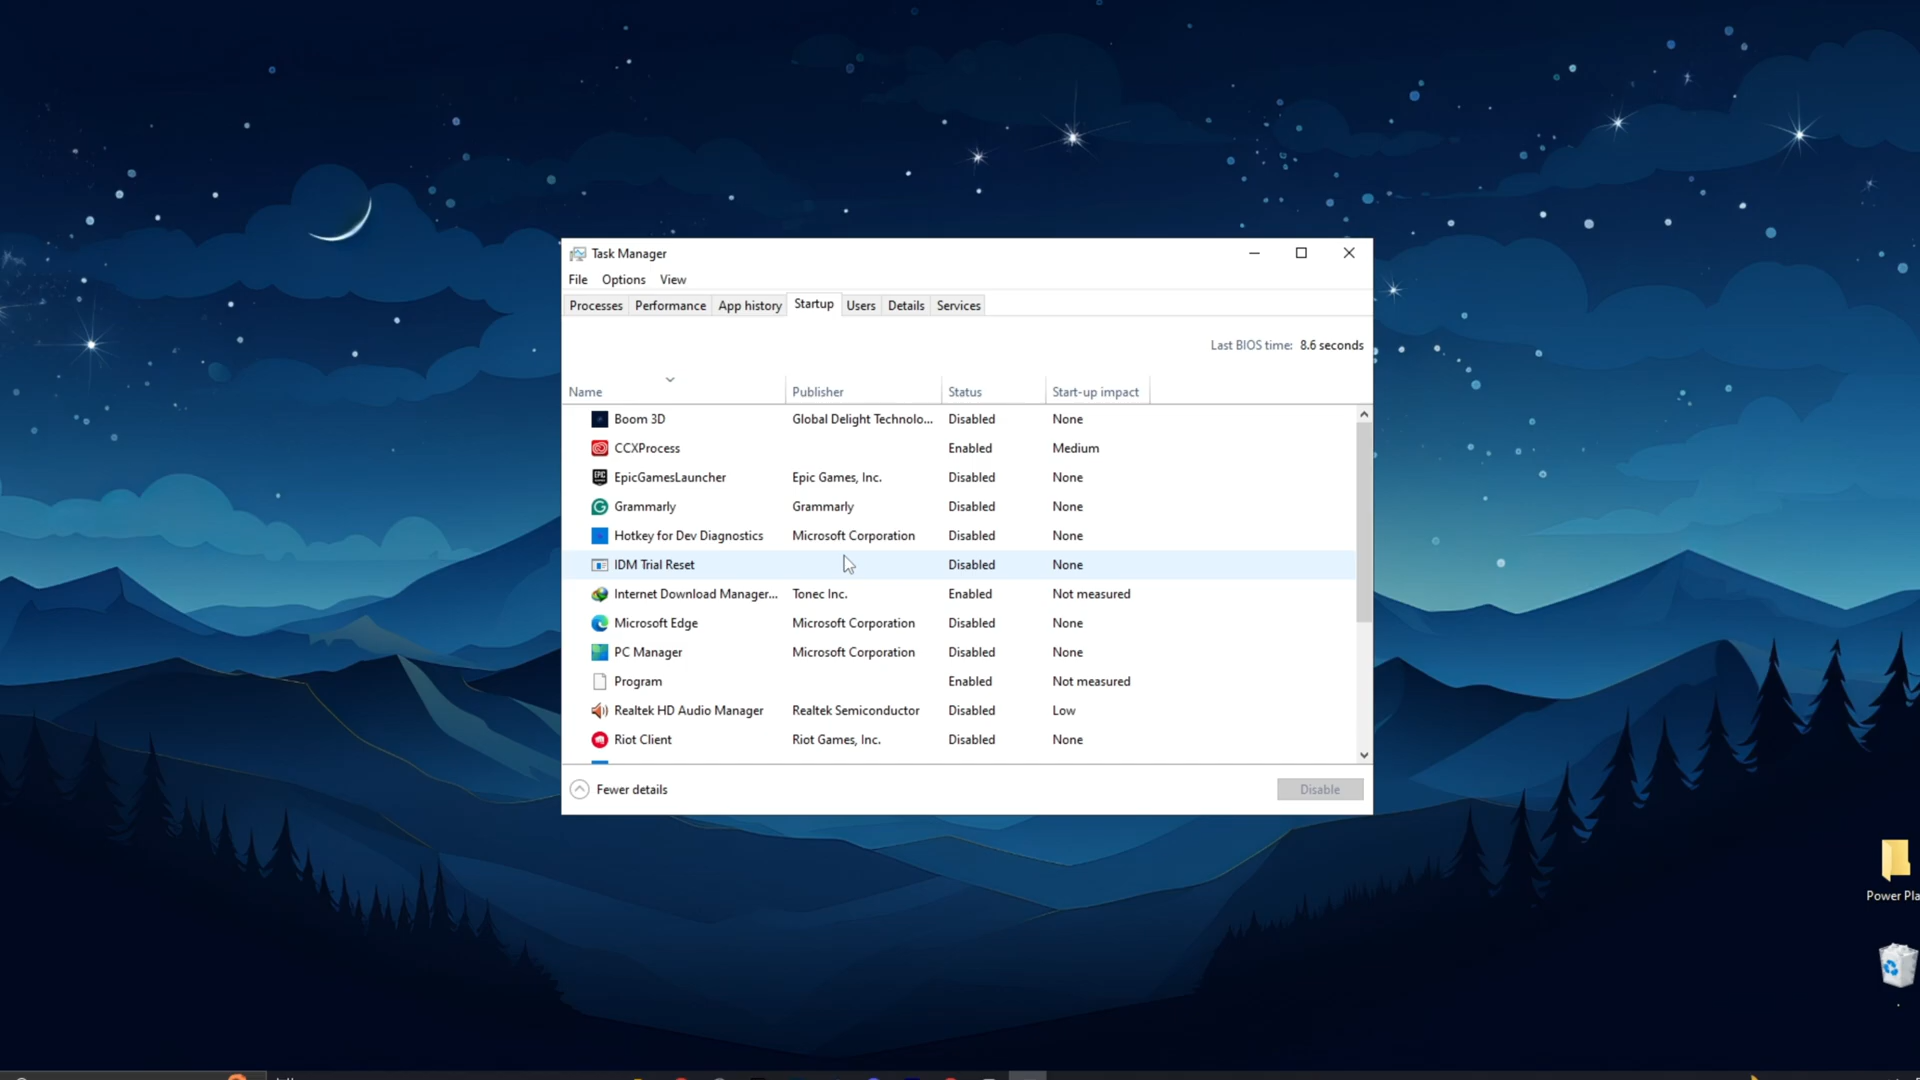 Task Manager
File Options View
Processes Performance App history Startup Users Details Services
Last BIOS time: 8.6 seconds
Name Publisher Status Start-up impact
Boom 3D Global Delight Technolo... Disabled None
CCXProcess Enabled Medium
EpicGamesLauncher Epic Games, Inc. Disabled None
Grammarly Grammarly Disabled None
Hotkey for Dev Diagnostics Microsoft Corporation Disabled None
IDM Trial Reset Disabled None
Internet Download Manager... Tonec Inc. Enabled Not measured
Microsoft Edge Microsoft Corporation Disabled None
PC Manager Microsoft Corporation Disabled None
Program Enabled Not measured
Realtek HD Audio Manager Realtek Semiconductor Disabled Low
Riot Client Riot Games, Inc. Disabled None
Fewer details Disable
Power Pla